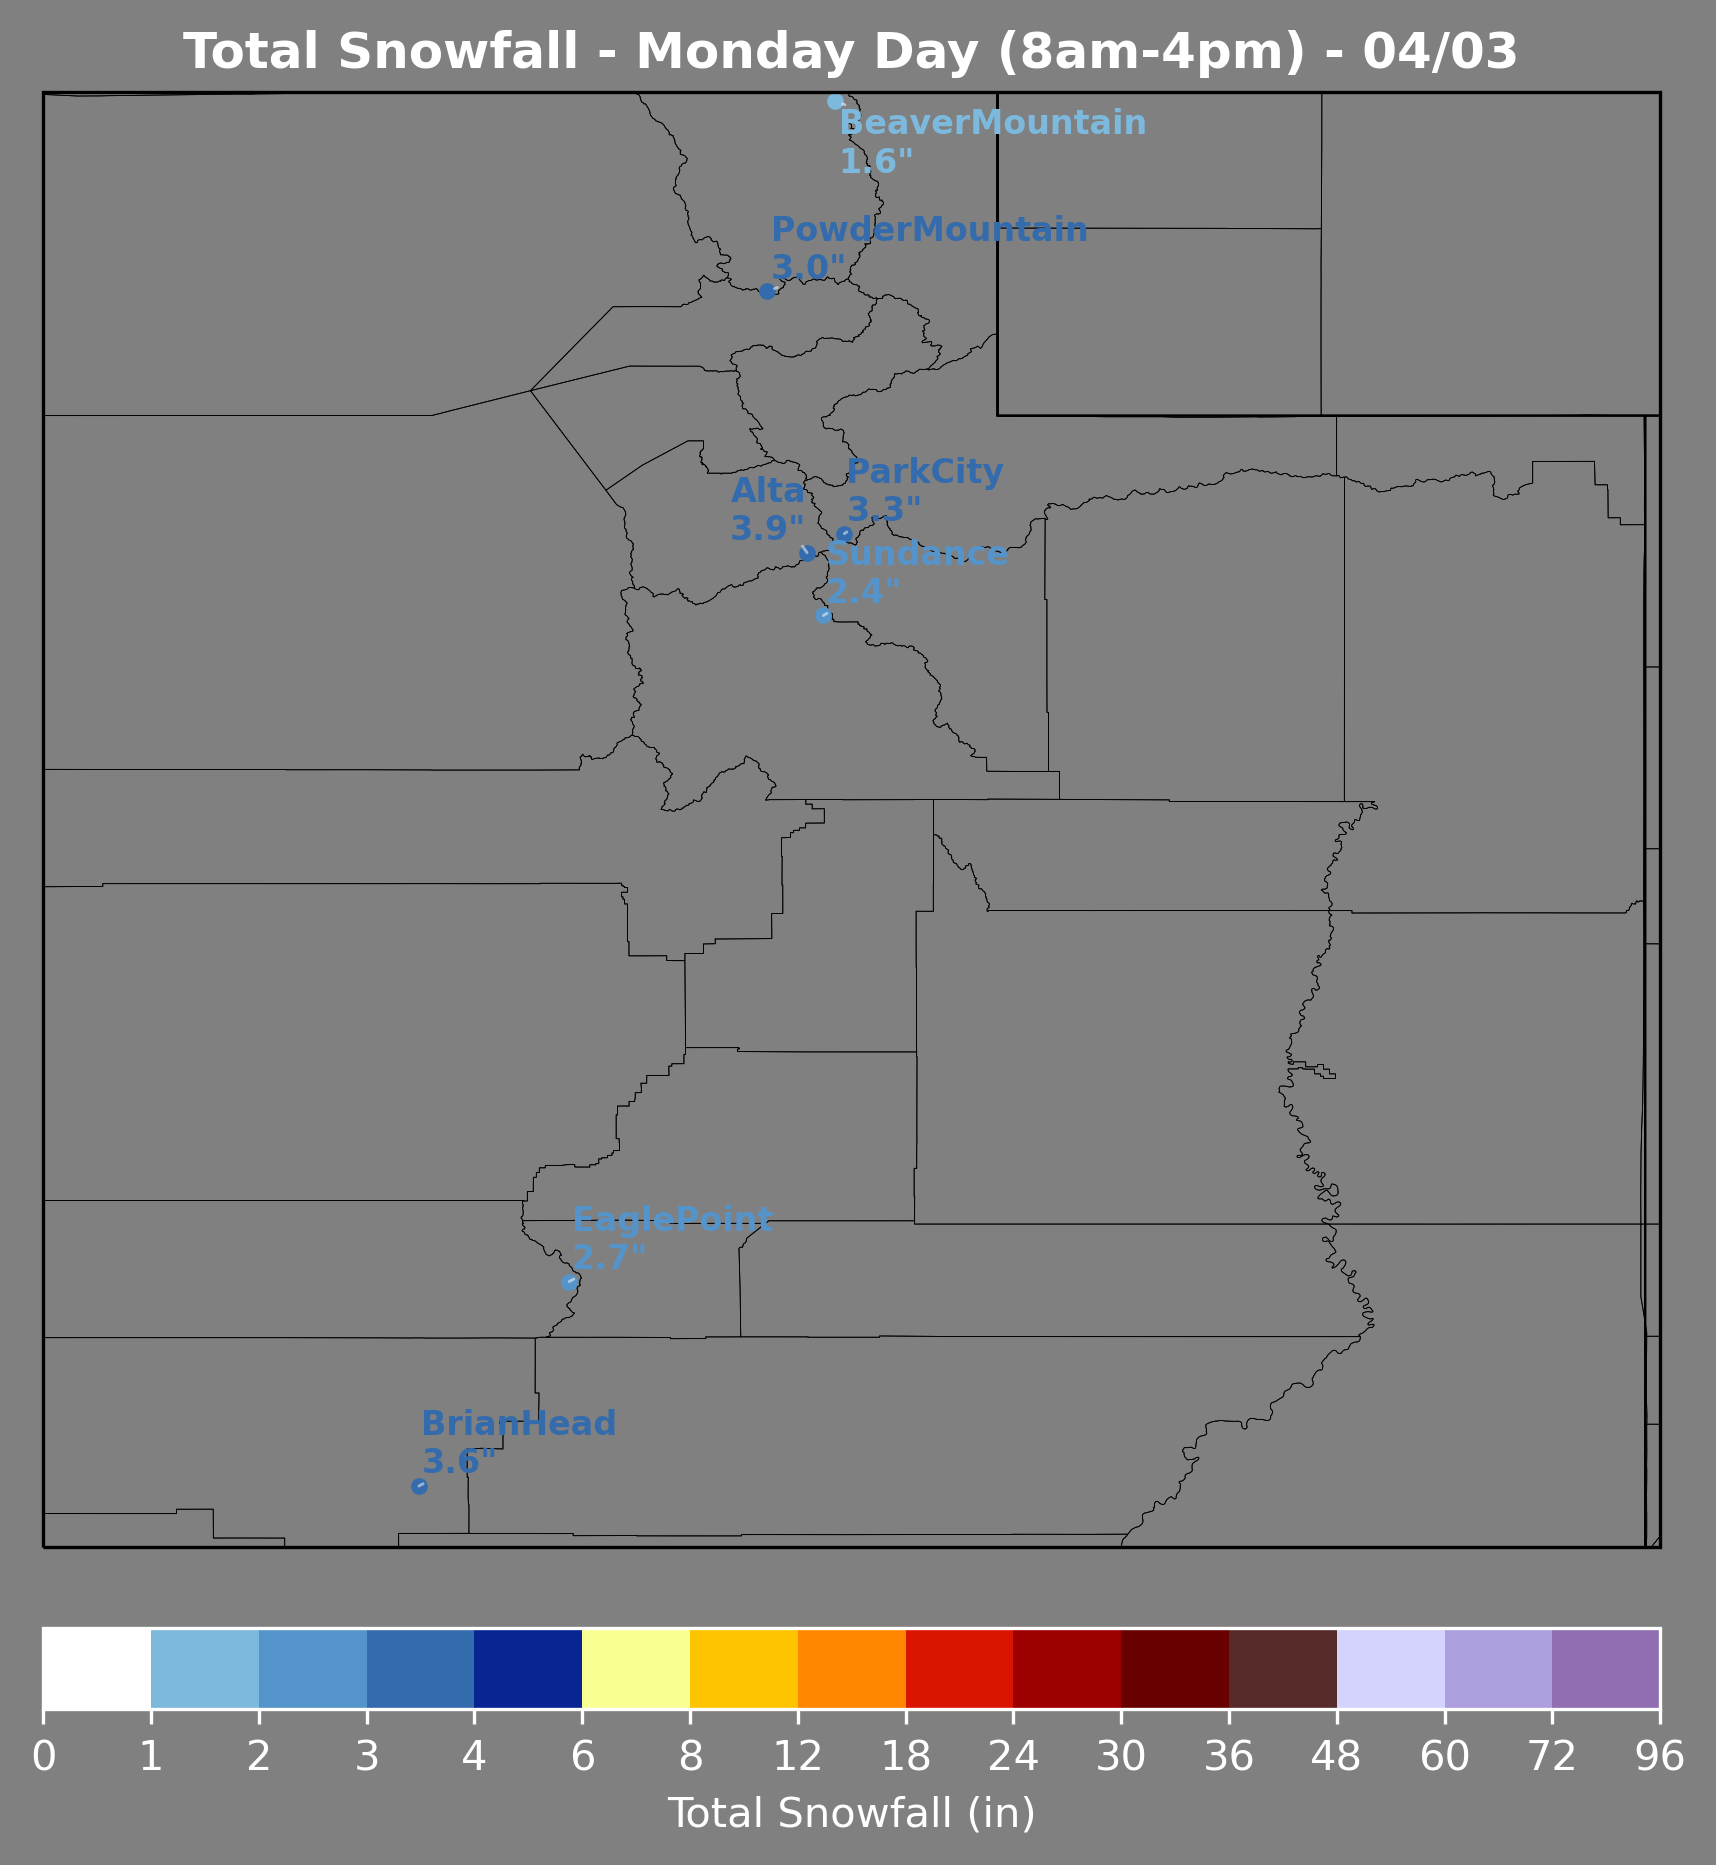 Total Snowfall - Monday Day (8am-4pm) - 04/03
BeaverMountain
1.6"
PowderMountain
3.0"
ParkCity
3.3"
Alta
3.9"
Sundance
2.4"
EaglePoint
2.7"
BrianHead
3.6"
0 1 2 3 4 6 8 12 18 24 30 36 48 60 72 96
Total Snowfall (in)